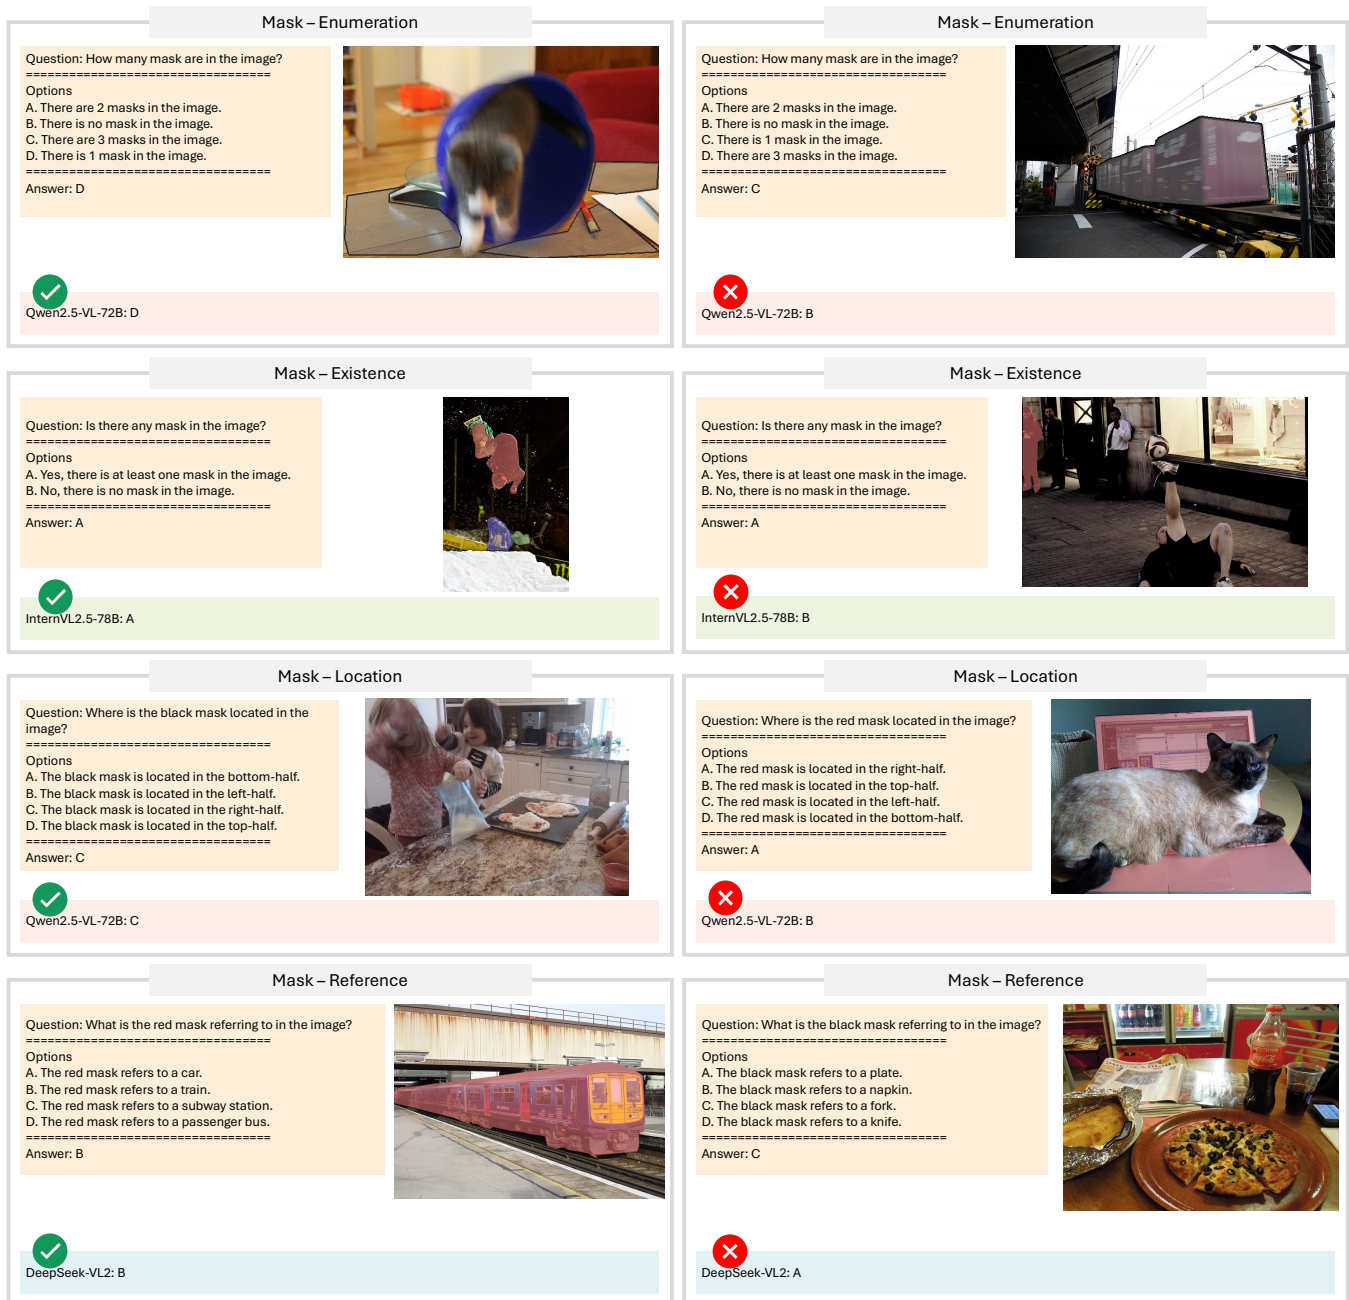 Mask – Enumeration
Question: How many mask are in the image?
==================================
Options
A. There are 2 masks in the image.
B. There is no mask in the image.
C. There are 3 masks in the image.
D. There is 1 mask in the image.
==================================
Answer: D
Qwen2.5-VL-72B: D
Mask – Enumeration
Question: How many mask are in the image?
==================================
Options
A. There are 2 masks in the image.
B. There is no mask in the image.
C. There is 1 mask in the image.
D. There are 3 masks in the image.
==================================
Answer: C
Qwen2.5-VL-72B: B
Mask – Existence
Question: Is there any mask in the image?
==================================
Options
A. Yes, there is at least one mask in the image.
B. No, there is no mask in the image.
==================================
Answer: A
InternVL2.5-78B: A
Mask – Existence
Question: Is there any mask in the image?
==================================
Options
A. Yes, there is at least one mask in the image.
B. No, there is no mask in the image.
==================================
Answer: A
InternVL2.5-78B: B
Mask – Location
Question: Where is the black mask located in the
image?
==================================
Options
A. The black mask is located in the bottom-half.
B. The black mask is located in the left-half.
C. The black mask is located in the right-half.
D. The black mask is located in the top-half.
==================================
Answer: C
Qwen2.5-VL-72B: C
Mask – Location
Question: Where is the red mask located in the image?
==================================
Options
A. The red mask is located in the right-half.
B. The red mask is located in the top-half.
C. The red mask is located in the left-half.
D. The red mask is located in the bottom-half.
==================================
Answer: A
Qwen2.5-VL-72B: B
Mask – Reference
Question: What is the red mask referring to in the image?
==================================
Options
A. The red mask refers to a car.
B. The red mask refers to a train.
C. The red mask refers to a subway station.
D. The red mask refers to a passenger bus.
==================================
Answer: B
DeepSeek-VL2: B
Mask – Reference
Question: What is the black mask referring to in the image?
==================================
Options
A. The black mask refers to a plate.
B. The black mask refers to a napkin.
C. The black mask refers to a fork.
D. The black mask refers to a knife.
==================================
Answer: C
Coca-Cola
DeepSeek-VL2: A